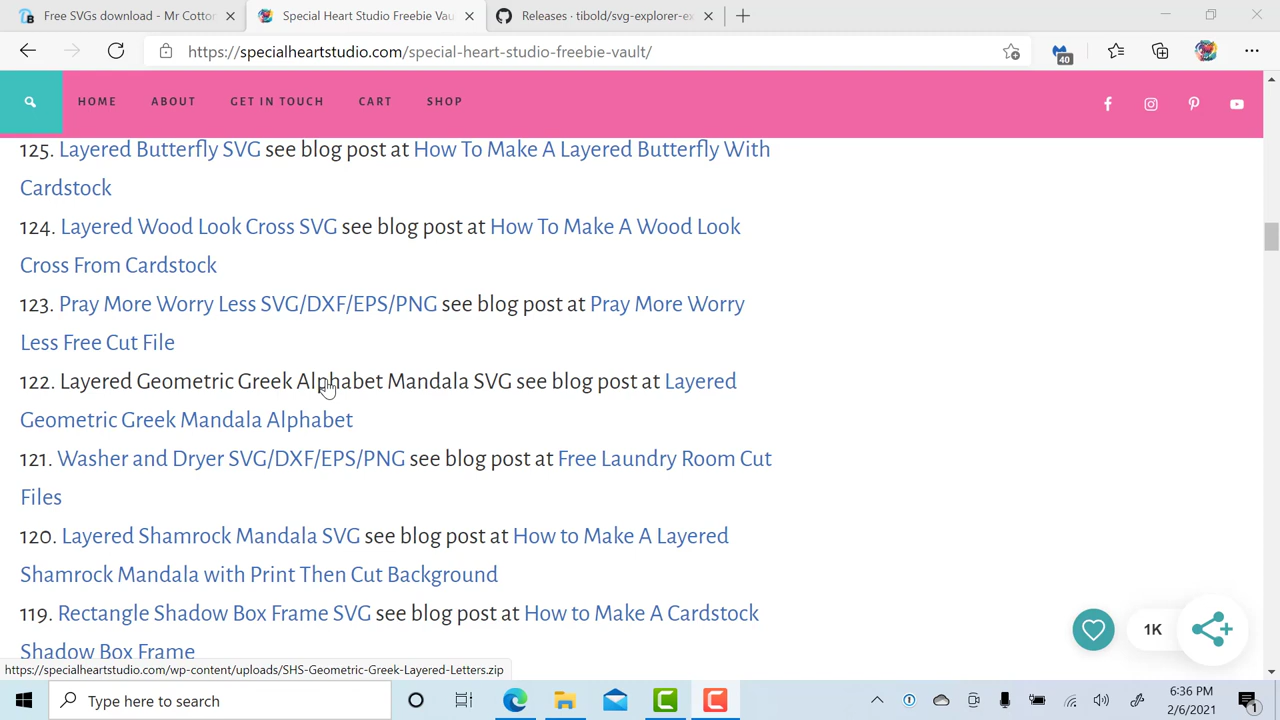 Free SVGs download - Mr Cotton
Special Heart Studio Freebie Vau
Releases · tibold/svg-explorer-ex
https://specialheartstudio.com/special-heart-studio-freebie-vault/
40
HOME ABOUT GET IN TOUCH CART SHOP
125. Layered Butterfly SVG see blog post at How To Make A Layered Butterfly With
Cardstock
124. Layered Wood Look Cross SVG see blog post at How To Make A Wood Look
Cross From Cardstock
123. Pray More Worry Less SVG/DXF/EPS/PNG see blog post at Pray More Worry
Less Free Cut File
122. Layered Geometric Greek Alphabet Mandala SVG see blog post at Layered
Geometric Greek Mandala Alphabet
121. Washer and Dryer SVG/DXF/EPS/PNG see blog post at Free Laundry Room Cut
Files
120. Layered Shamrock Mandala SVG see blog post at How to Make A Layered
Shamrock Mandala with Print Then Cut Background
119. Rectangle Shadow Box Frame SVG see blog post at How to Make A Cardstock
Shadow Box Frame
1K
https://specialheartstudio.com/wp-content/uploads/SHS-Geometric-Greek-Layered-Letters.zip
Type here to search
6:36 PM
2/6/2021
1